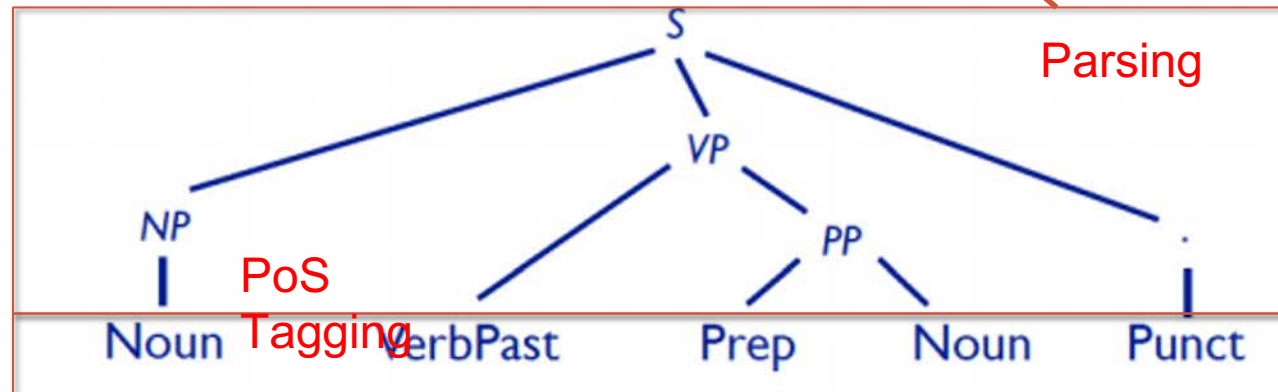 S
Parsing
VP
NP
PP
.
PoS
Tagging
Noun VerbPast Prep Noun Punct